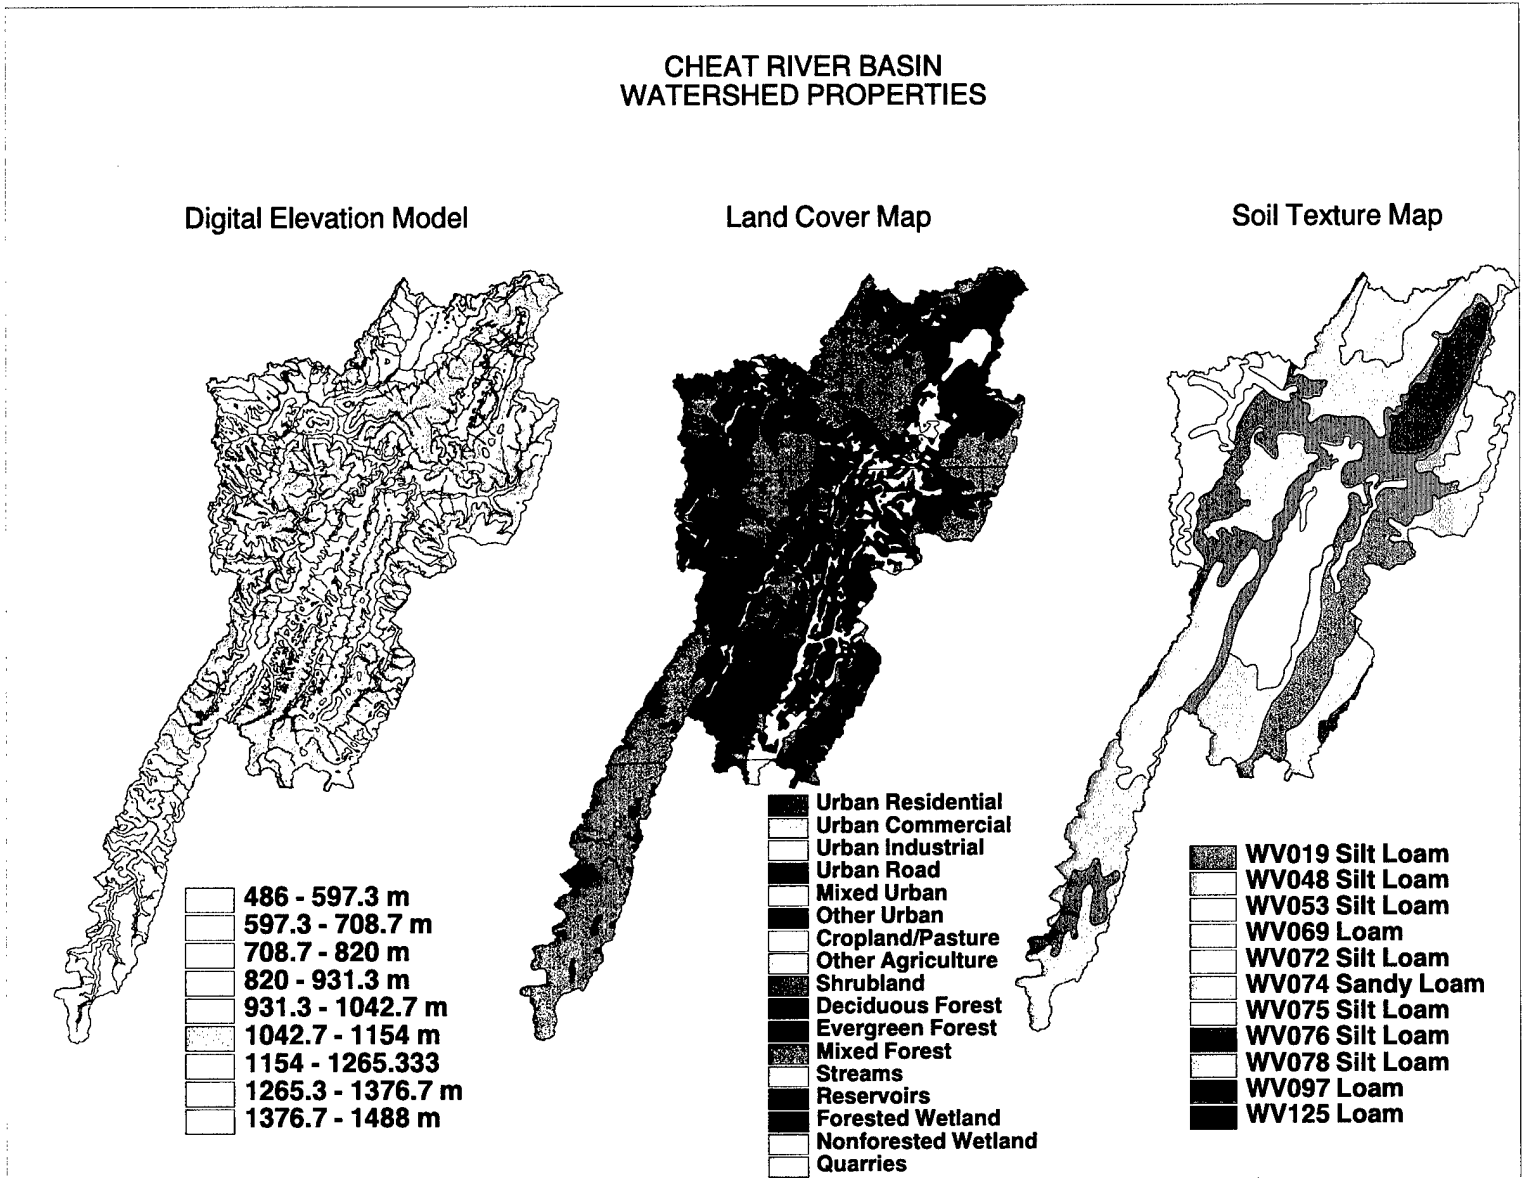 CHEAT RIVER BASIN
WATERSHED PROPERTIES
Digital Elevation Model
Land Cover Map
Soil Texture Map
486 - 597.3 m
597.3 - 708.7 m
708.7 - 820 m
820 - 931.3 m
931.3 - 1042.7 m
1042.7 - 1154 m
1154 - 1265.333
1265.3 - 1376.7 m
1376.7 - 1488 m
Urban Residential
Urban Commercial
Urban Industrial
Urban Road
Mixed Urban
Other Urban
Cropland/Pasture
Other Agriculture
Shrubland
Deciduous Forest
Evergreen Forest
Mixed Forest
Streams
Reservoirs
Forested Wetland
Nonforested Wetland
Quarries
WV019 Silt Loam
WV048 Silt Loam
WV053 Silt Loam
WV069 Loam
WV072 Silt Loam
WV074 Sandy Loam
WV075 Silt Loam
WV076 Silt Loam
WV078 Silt Loam
WV097 Loam
WV125 Loam